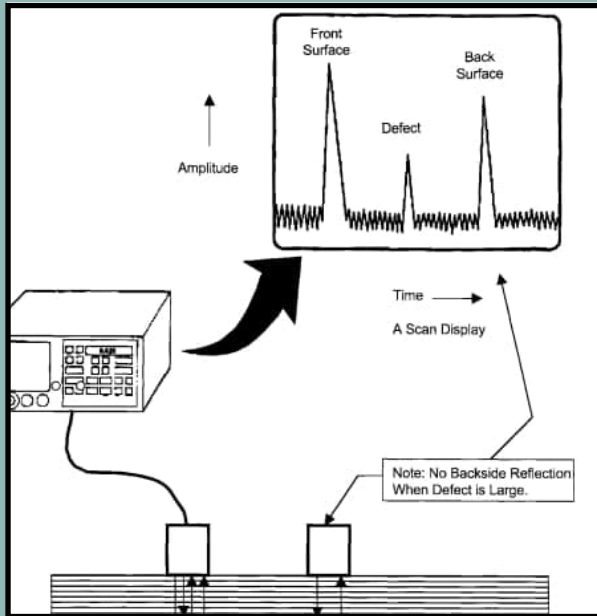 Front
Surface
Back
Surface
Defect
Amplitude
Time
A Scan Display
Note: No Backside Reflection
When Defect is Large.